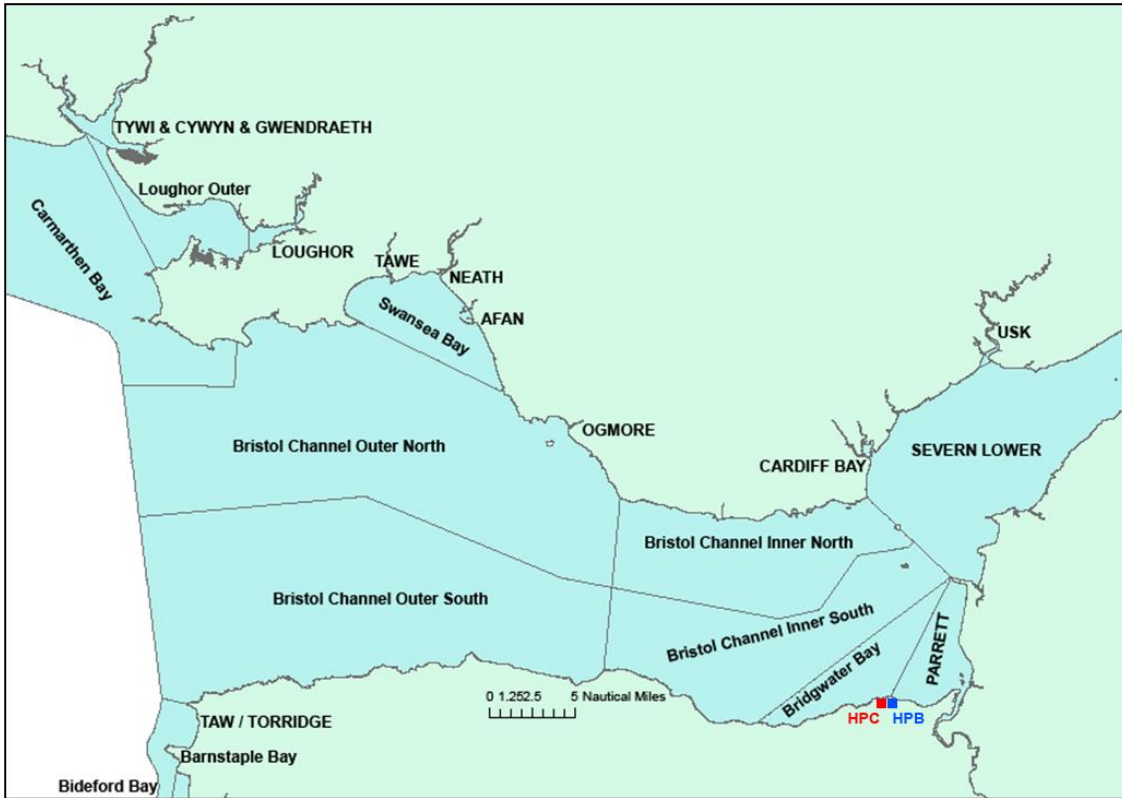 TYWI & CYWYN & GWENDRAETH
Loughor Outer
Carmarthen Bay
LOUGHOR
TAWE
NEATH
Swansea Bay
AFAN
USK
OGMORE
Bristol Channel Outer North
CARDIFF BAY
SEVERN LOWER
Bristol Channel Inner North
Bristol Channel Outer South
Bristol Channel Inner South
Bridgwater Bay
PARRETT
0 1.252.5 5 Nautical Miles
HPC
HPB
TAW / TORRIDGE
Barnstaple Bay
Bideford Bay